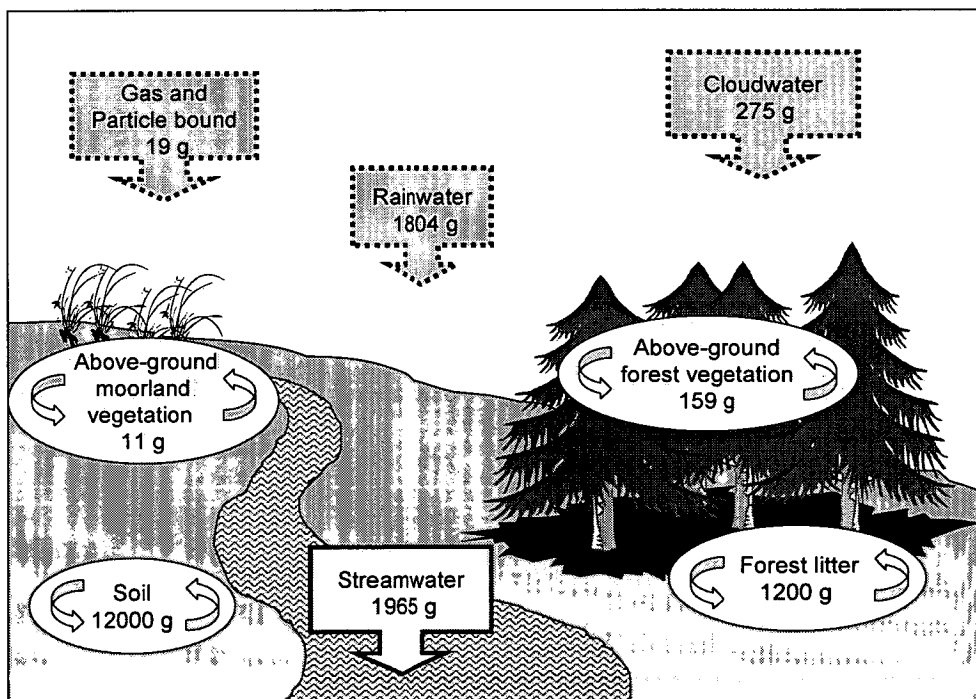 Gas and
Particle bound
19 g
Cloudwater
275 g
Rainwater
1804 g
Above-ground
moorland
vegetation
11 g
Above-ground
forest vegetation
159 g
Soil
12000 g
Streamwater
1965 g
Forest litter
1200 g